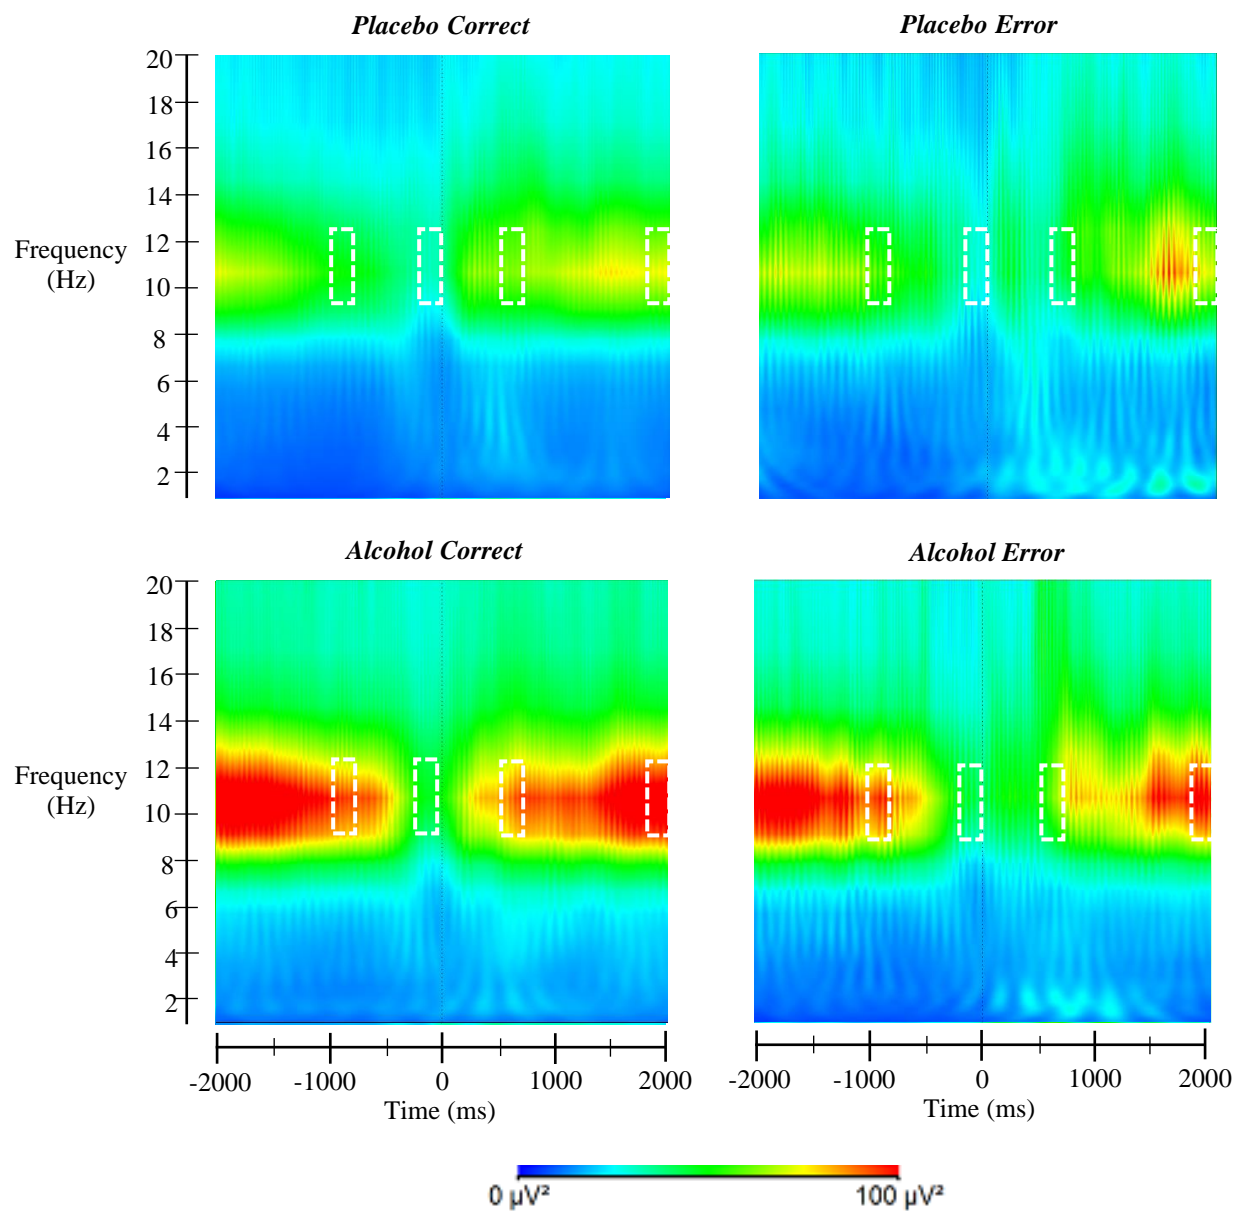 Placebo Correct
Placebo Error
20
18
16
14
12
10
8
6
4
2
Frequency
(Hz)
Alcohol Correct
Alcohol Error
20
18
16
14
12
10
8
6
4
2
Frequency
(Hz)
-2000 -1000 0 1000 2000
Time (ms)
-2000 -1000 0 1000 2000
Time (ms)
0 µV² 100 µV²